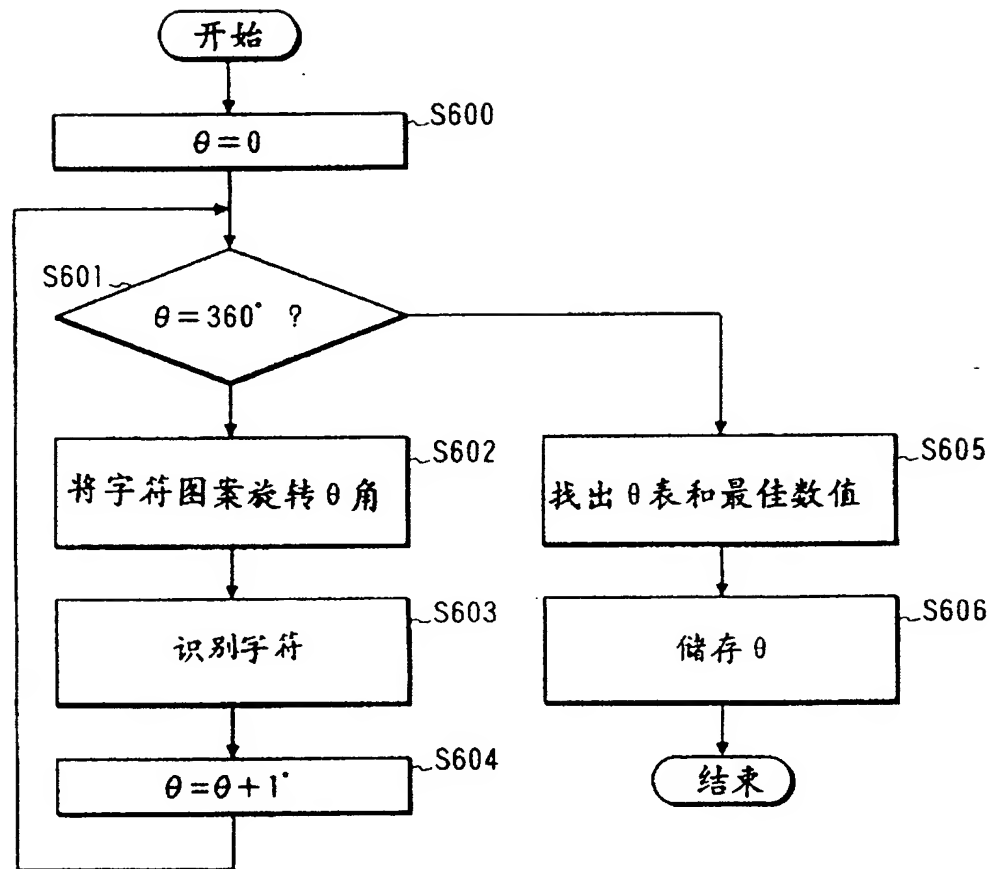 开始
S600
θ=0
S601
θ=360° ?
S602
将字符图案旋转θ角
S603
识别字符
S604
θ=θ+1°
S605
找出θ表和最佳数值
S606
储存θ
结束